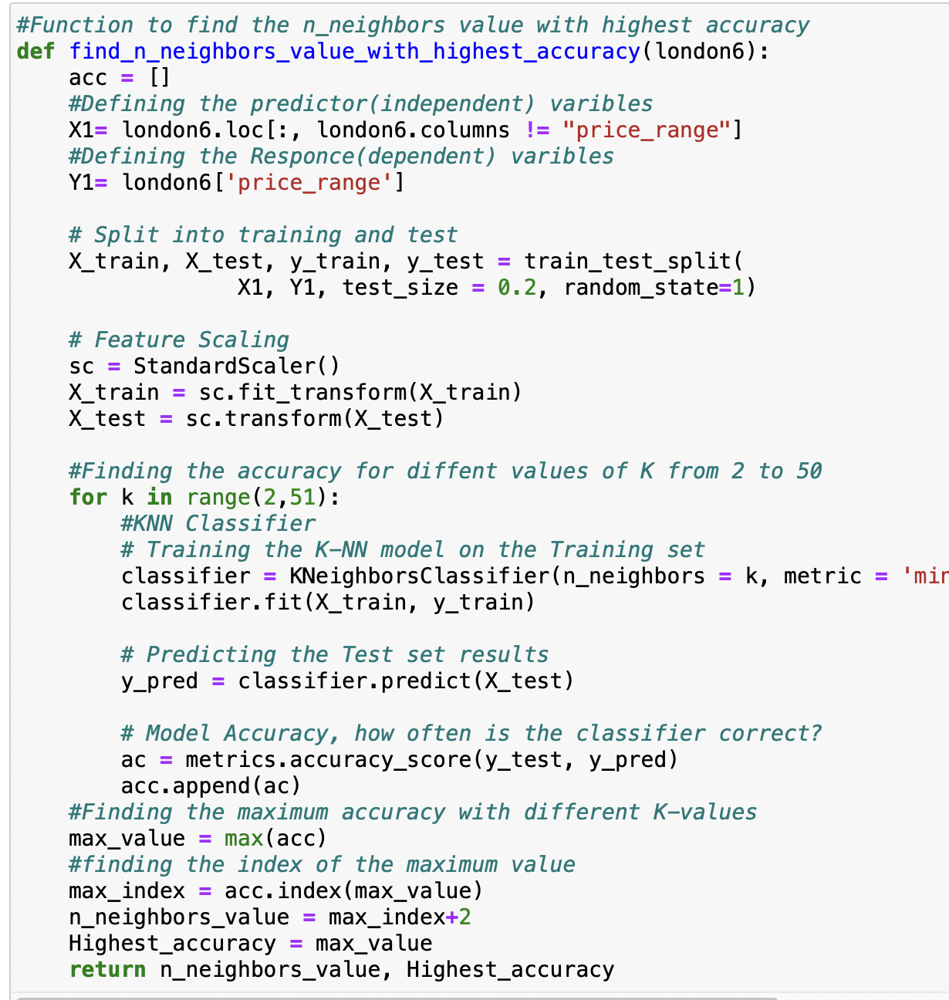 #Function to find the n_neighbors value with highest accuracy
def find_n_neighbors_value_with_highest_accuracy(london6):
    acc = []
    #Defining the predictor(independent) varibles
    X1= london6.loc[:, london6.columns != "price_range"]
    #Defining the Responce(dependent) varibles
    Y1= london6['price_range']

    # Split into training and test
    X_train, X_test, y_train, y_test = train_test_split(
                 X1, Y1, test_size = 0.2, random_state=1)

    # Feature Scaling
    sc = StandardScaler()
    X_train = sc.fit_transform(X_train)
    X_test = sc.transform(X_test)

    #Finding the accuracy for diffent values of K from 2 to 50
    for k in range(2,51):
        #KNN Classifier
        # Training the K-NN model on the Training set
        classifier = KNeighborsClassifier(n_neighbors = k, metric = 'min
        classifier.fit(X_train, y_train)

        # Predicting the Test set results
        y_pred = classifier.predict(X_test)

        # Model Accuracy, how often is the classifier correct?
        ac = metrics.accuracy_score(y_test, y_pred)
        acc.append(ac)
    #Finding the maximum accuracy with different K-values
    max_value = max(acc)
    #finding the index of the maximum value
    max_index = acc.index(max_value)
    n_neighbors_value = max_index+2
    Highest_accuracy = max_value
    return n_neighbors_value, Highest_accuracy